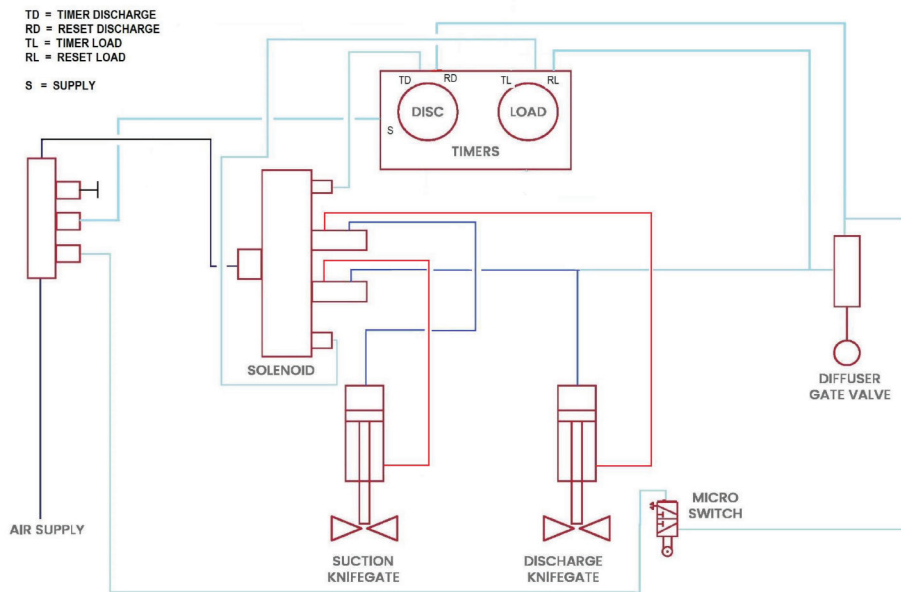 TD = TIMER DISCHARGE
RD = RESET DISCHARGE
TL = TIMER LOAD
RL = RESET LOAD
S = SUPPLY
TD
RD
TL
RL
DISC
LOAD
S
TIMERS
SOLENOID
DIFFUSER
GATE VALVE
MICRO
SWITCH
AIR SUPPLY
SUCTION
KNIFEGATE
DISCHARGE
KNIFEGATE